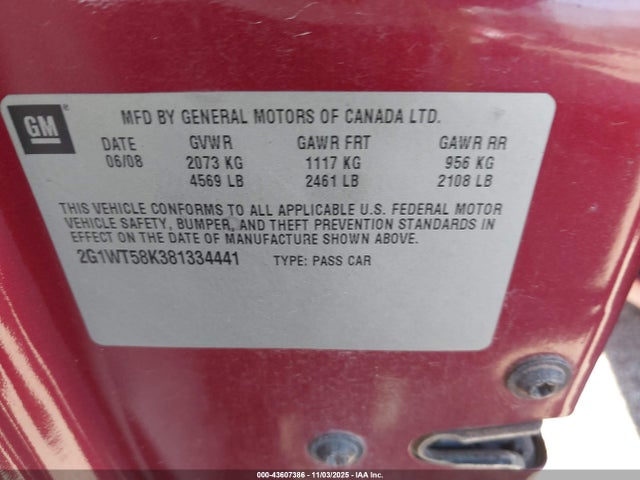 GM®
MFD BY GENERAL MOTORS OF CANADA LTD.
DATE GVWR GAWR FRT GAWR RR
06/08 2073 KG 1117 KG 956 KG
4569 LB 2461 LB 2108 LB
THIS VEHICLE CONFORMS TO ALL APPLICABLE U.S. FEDERAL MOTOR
VEHICLE SAFETY, BUMPER, AND THEFT PREVENTION STANDARDS IN
EFFECT ON THE DATE OF MANUFACTURE SHOWN ABOVE.
2G1WT58K381334441 TYPE: PASS CAR
000-43607386 - 11/03/2025 - IAA Inc.